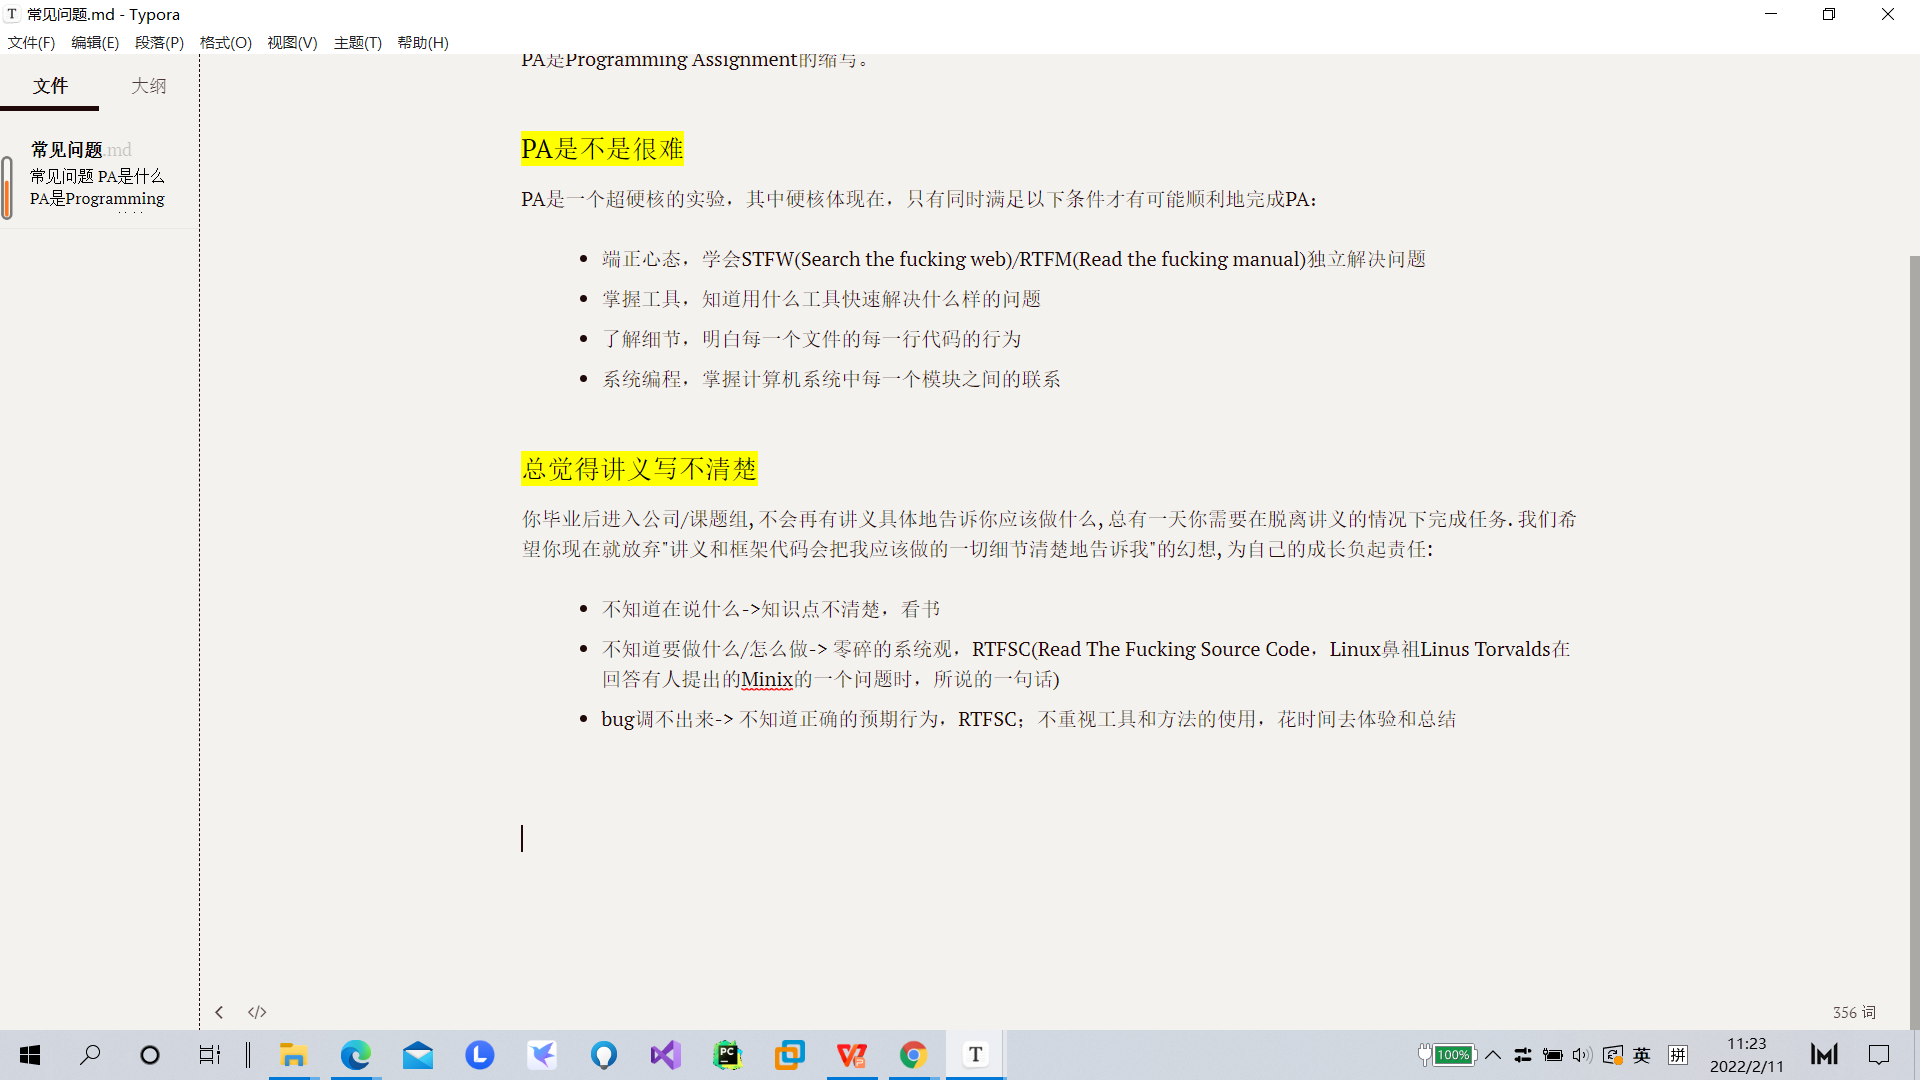 常见问题.md - Typora
文件(F) 编辑(E) 段落(P) 格式(O) 视图(V) 主题(T) 帮助(H)
文件 大纲
常见问题.md
常见问题 PA是什么
PA是Programming
PA是Programming Assignment的缩写。
PA是不是很难
PA是一个超硬核的实验，其中硬核体现在，只有同时满足以下条件才有可能顺利地完成PA：
端正心态，学会STFW(Search the fucking web)/RTFM(Read the fucking manual)独立解决问题
掌握工具，知道用什么工具快速解决什么样的问题
了解细节，明白每一个文件的每一行代码的行为
系统编程，掌握计算机系统中每一个模块之间的联系
总觉得讲义写不清楚
你毕业后进入公司/课题组, 不会再有讲义具体地告诉你应该做什么, 总有一天你需要在脱离讲义的情况下完成任务. 我们希
望你现在就放弃"讲义和框架代码会把我应该做的一切细节清楚地告诉我"的幻想, 为自己的成长负起责任:
不知道在说什么->知识点不清楚，看书
不知道要做什么/怎么做-> 零碎的系统观，RTFSC(Read The Fucking Source Code，Linux鼻祖Linus Torvalds在
回答有人提出的Minix的一个问题时，所说的一句话)
bug调不出来-> 不知道正确的预期行为，RTFSC；不重视工具和方法的使用，花时间去体验和总结
356 词
100%
英
拼
11:23
2022/2/11